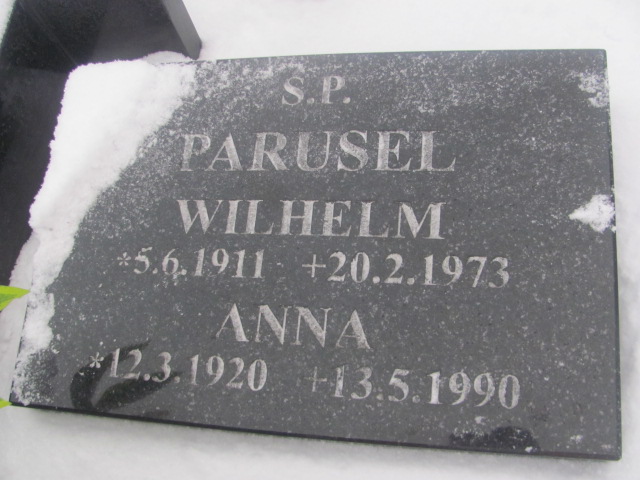 S.P.
PARUSEL
WILHELM
*5.6.1911 +20.2.1973
ANNA
*12.3.1920 +13.5.1990